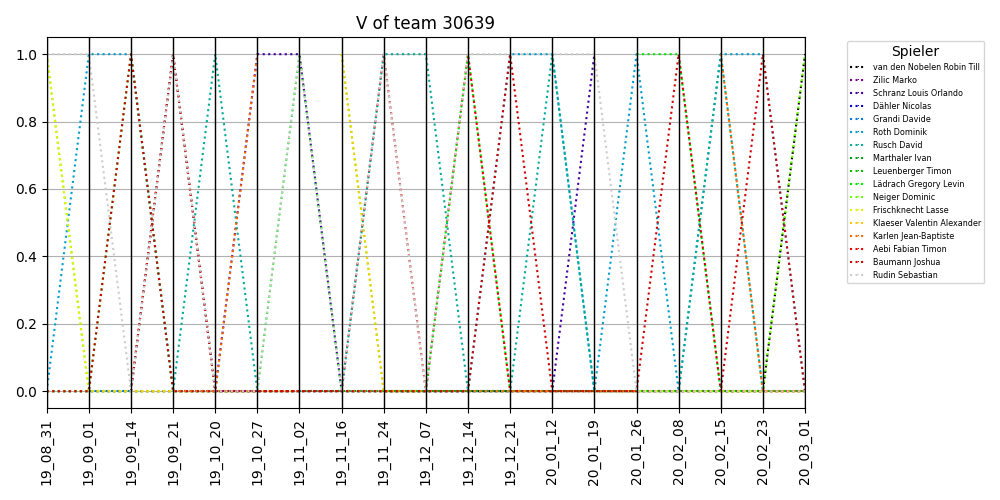 V of team 30639
1.0
0.8
0.6
0.4
0.2
0.0
19_08_31
19_09_01
19_09_14
19_09_21
19_10_20
19_10_27
19_11_02
19_11_16
19_11_24
19_12_07
19_12_14
19_12_21
20_01_12
20_01_19
20_01_26
20_02_08
20_02_15
20_02_23
20_03_01
Spieler
van den Nobelen Robin Till
Zilic Marko
Schranz Louis Orlando
Dähler Nicolas
Grandi Davide
Roth Dominik
Rusch David
Marthaler Ivan
Leuenberger Timon
Lädrach Gregory Levin
Neiger Dominic
Frischknecht Lasse
Klaeser Valentin Alexander
Karlen Jean-Baptiste
Aebi Fabian Timon
Baumann Joshua
Rudin Sebastian